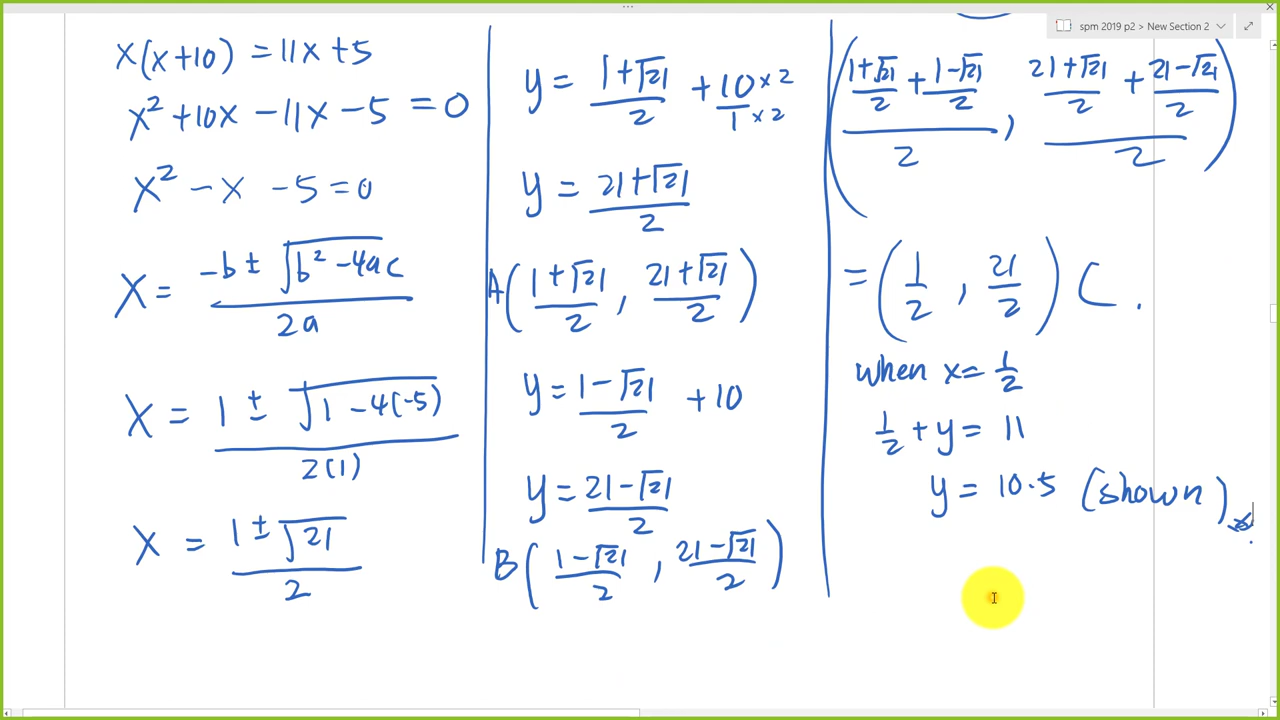 spm 2019 p2 > New Section 2
x(x+10) = 11x+5
x² +10x -11x -5 = 0
x² - x - 5 = 0
x = (-b ± √(b² - 4ac)) / 2a
x = (1 ± √(1 - 4(-5))) / 2(1)
x = (1 ± √21) / 2
y = (1+√21)/2 + (10 ×2)/(1 ×2)
y = (21+√21)/2
A((1+√21)/2, (21+√21)/2)
y = (1-√21)/2 + 10
y = (21-√21)/2
B((1-√21)/2, (21-√21)/2)
(((1+√21)/2 + (1-√21)/2)/2, ((21+√21)/2 + (21-√21)/2)/2)
= (1/2, 21/2) C.
when x = 1/2
1/2 + y = 11
y = 10.5 (shown)